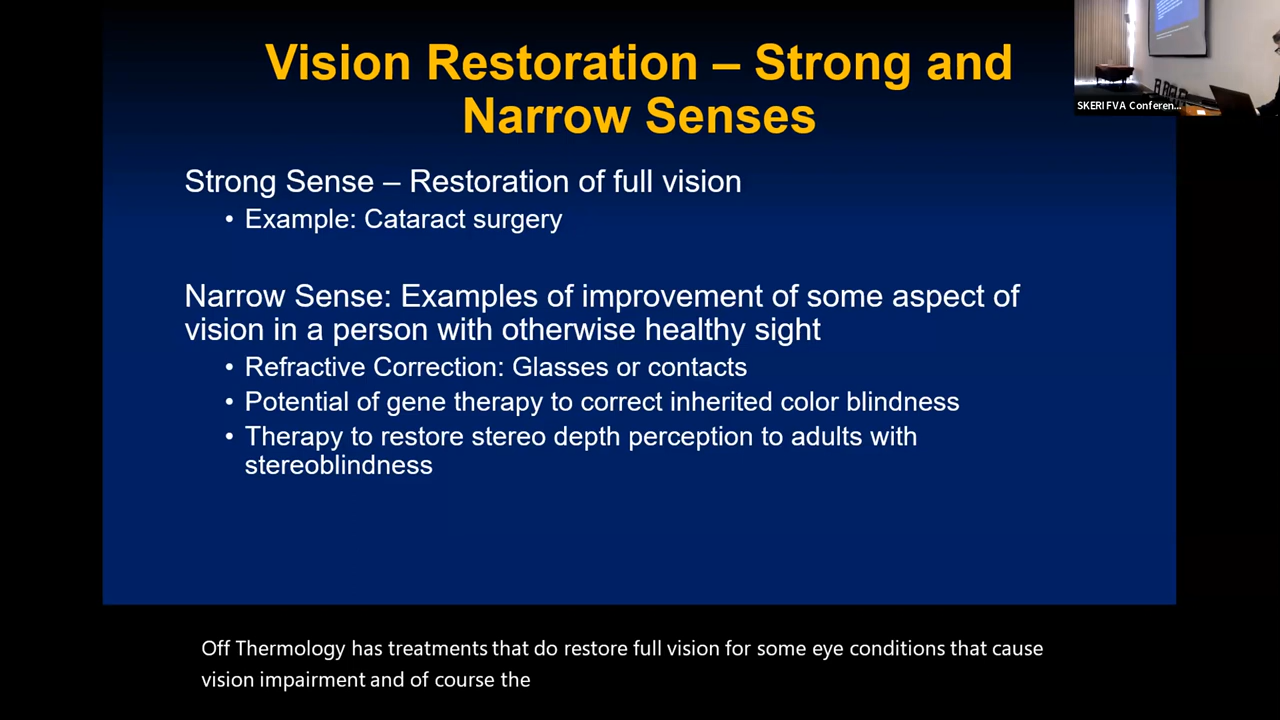 Vision Restoration – Strong and
Narrow Senses
SKERI FVA Conferen...
Strong Sense – Restoration of full vision
• Example: Cataract surgery
Narrow Sense: Examples of improvement of some aspect of
vision in a person with otherwise healthy sight
• Refractive Correction: Glasses or contacts
• Potential of gene therapy to correct inherited color blindness
• Therapy to restore stereo depth perception to adults with
stereoblindness
Off Thermology has treatments that do restore full vision for some eye conditions that cause
vision impairment and of course the